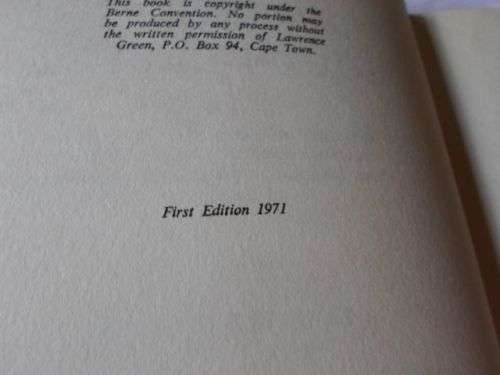 This book is copyright under the
Berne Convention. No portion may
be produced by any process without
the written permission of Lawrence
Green, P.O. Box 94, Cape Town.
First Edition 1971